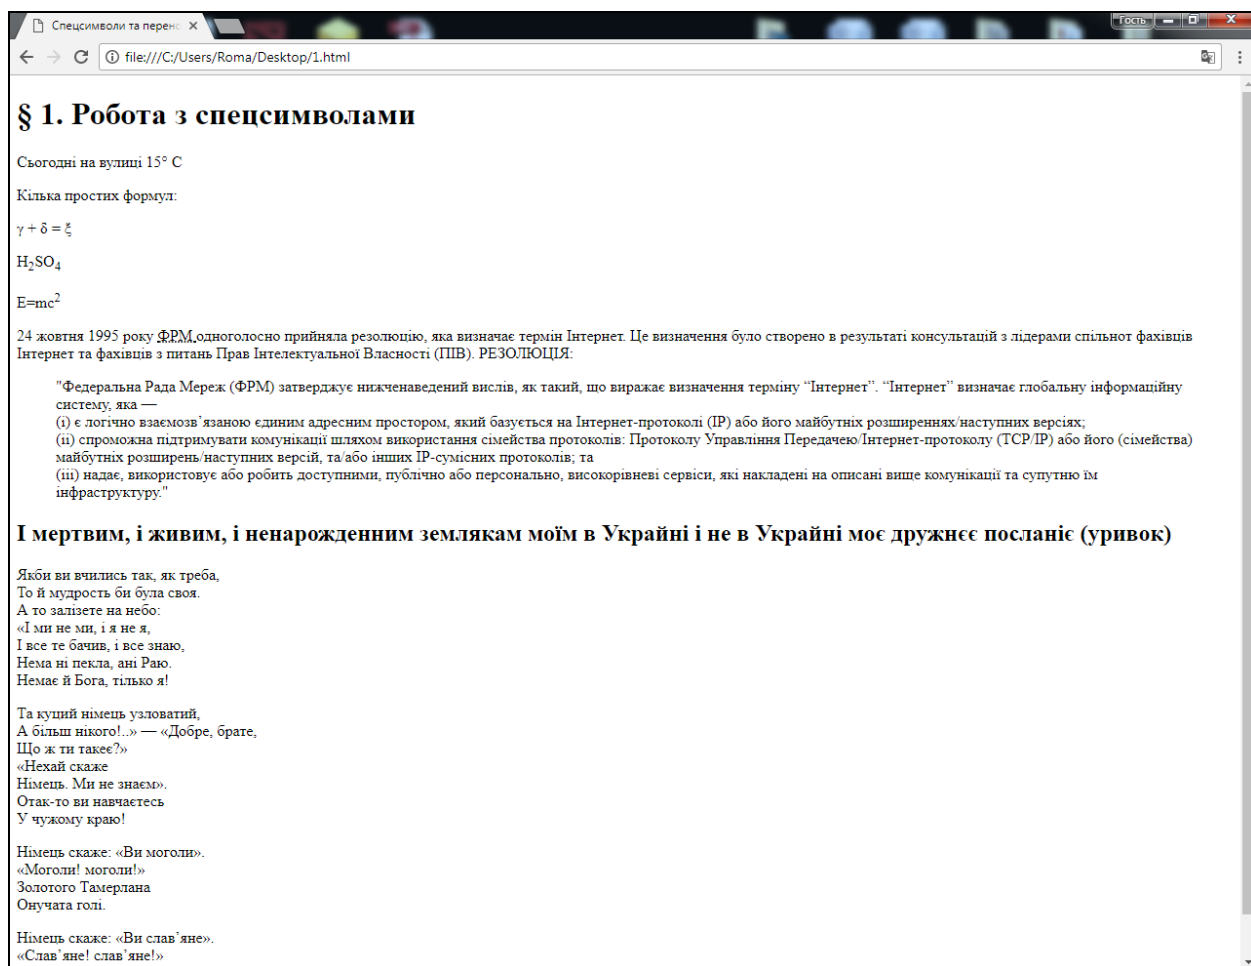 Спецсимволи та перенс
Гость
file:///C:/Users/Roma/Desktop/1.html
§ 1. Робота з спецсимволами
Сьогодні на вулиці 15° С
Кілька простих формул:
γ + δ = ξ
H₂SO₄
E=mc²
24 жовтня 1995 року ФРМ одноголосно прийняла резолюцію, яка визначає термін Інтернет. Це визначення було створено в результаті консультацій з лідерами спільнот фахівців
Інтернет та фахівців з питань Прав Інтелектуальної Власності (ПІВ). РЕЗОЛЮЦІЯ:
"Федеральна Рада Мереж (ФРМ) затверджує нижченаведений вислів, як такий, що виражає визначення терміну “Інтернет”. “Інтернет” визначає глобальну інформаційну
систему, яка —
(i) є логічно взаємозв’язаною єдиним адресним простором, який базується на Інтернет-протоколі (IP) або його майбутніх розширеннях/наступних версіях;
(ii) спроможна підтримувати комунікації шляхом використання сімейства протоколів: Протоколу Управління Передачею/Інтернет-протоколу (TCP/IP) або його (сімейства)
майбутніх розширень/наступних версій, та/або інших IP-сумісних протоколів; та
(iii) надає, використовує або робить доступними, публічно або персонально, високорівневі сервіси, які накладені на описані вище комунікації та супутню їм
інфраструктуру."
І мертвим, і живим, і ненарожденним землякам моїм в Украйні і не в Украйні моє дружнєє посланіє (уривок)
Якби ви вчились так, як треба,
То й мудрость би була своя.
А то залізете на небо:
«І ми не ми, і я не я,
І все те бачив, і все знаю,
Нема ні пекла, ані Раю.
Немає й Бога, тілько я!
Та куций німець узловатий,
А більш нікого!..» — «Добре, брате,
Що ж ти такеє?»
«Нехай скаже
Німець. Ми не знаєм».
Отак-то ви навчаєтесь
У чужому краю!
Німець скаже: «Ви моголи».
«Моголи! моголи!»
Золотого Тамерлана
Онучата голі.
Німець скаже: «Ви слав’яне».
«Слав’яне! слав’яне!»